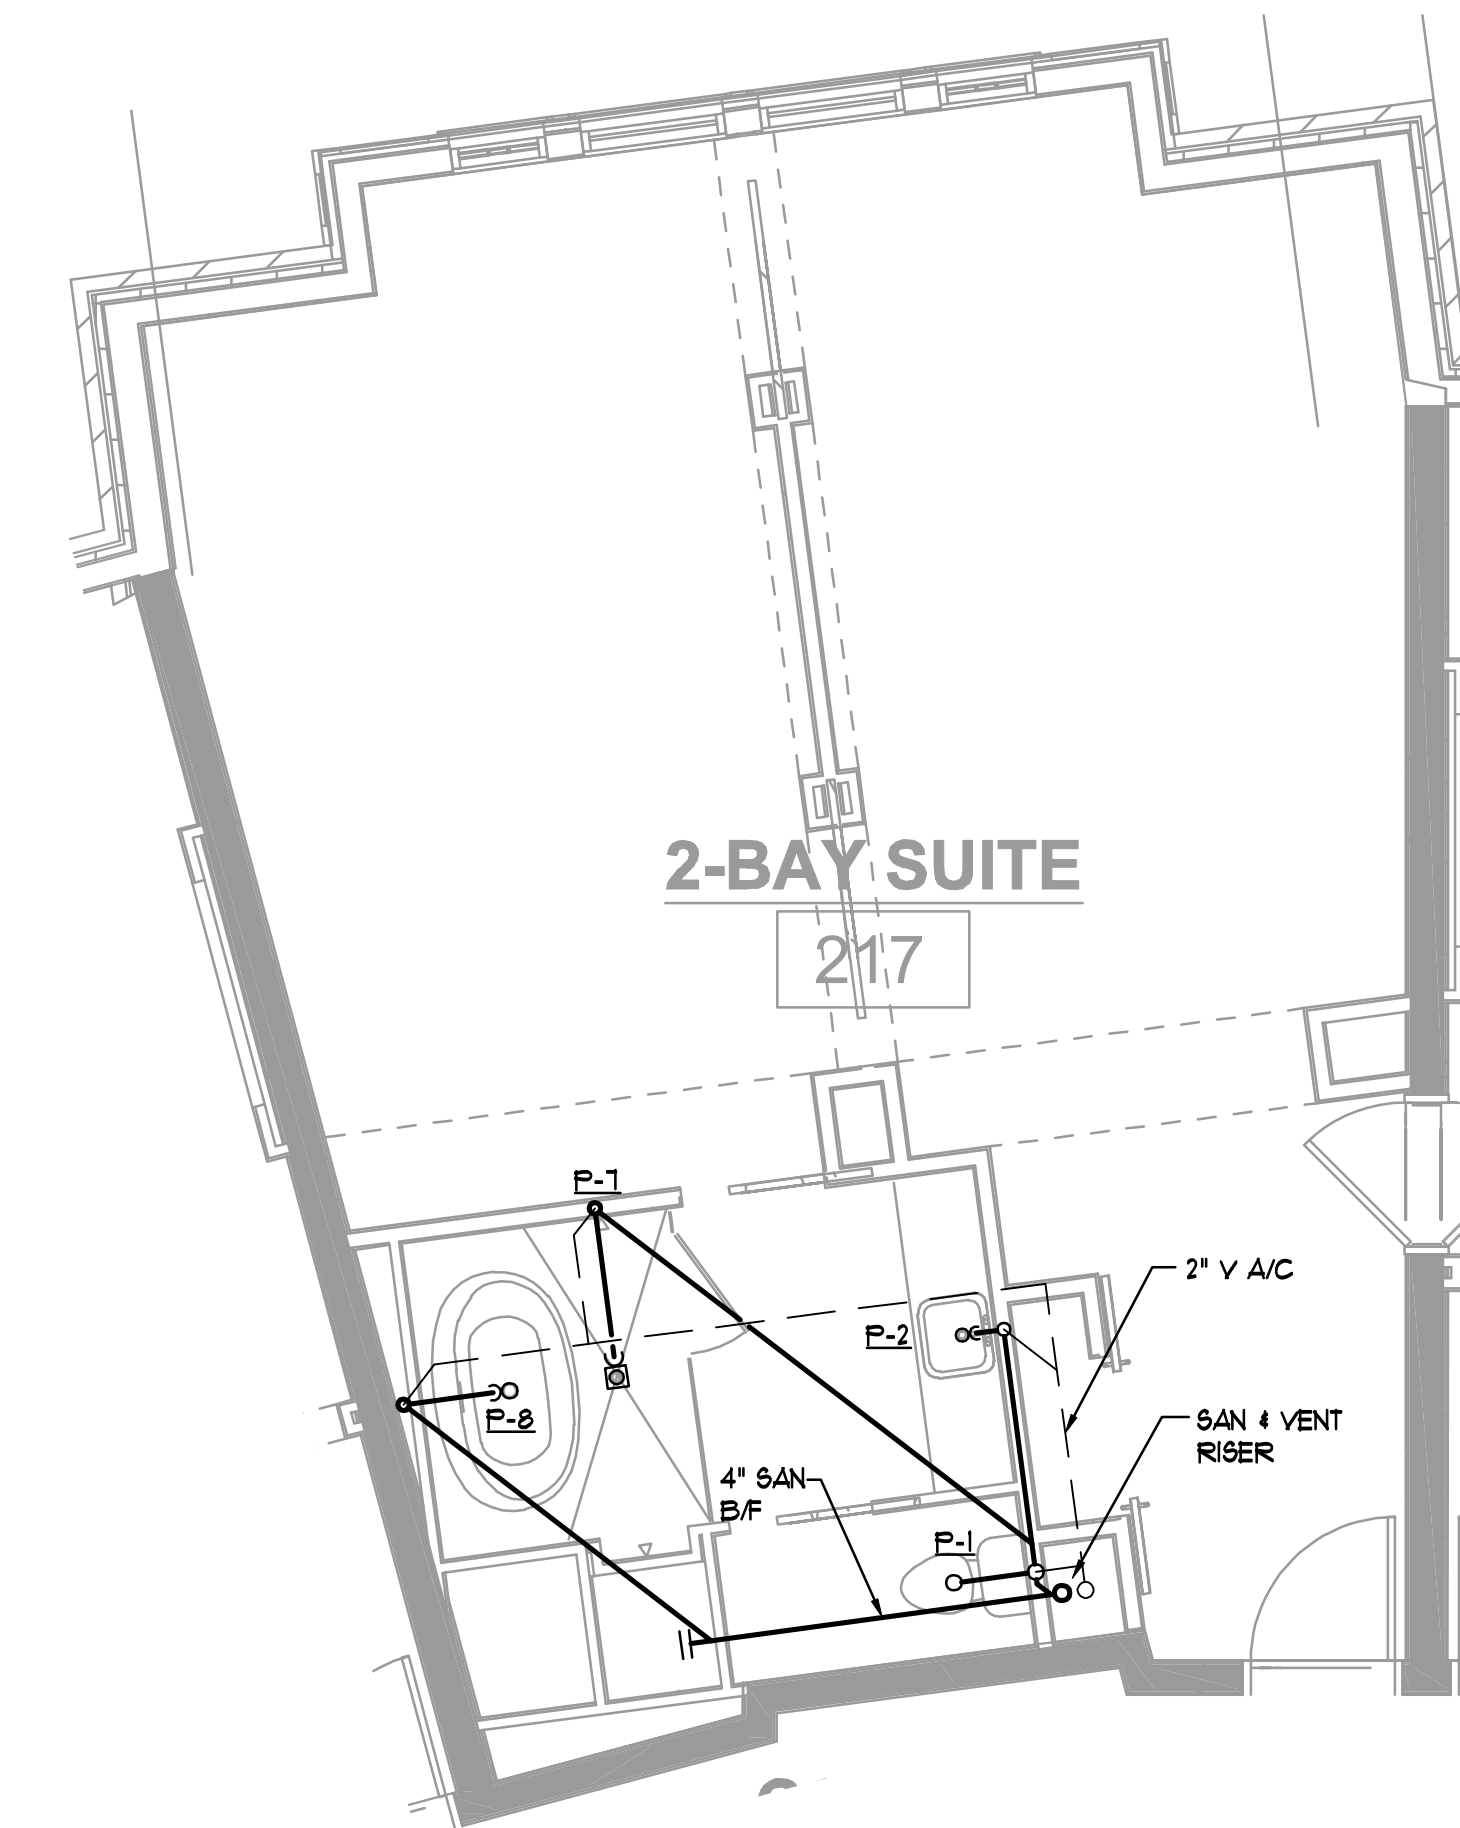 2-BAY SUITE
217
P-7
2" V A/C
P-2
P-8
SAN & VENT
RISER
4" SAN
B/F
P-1